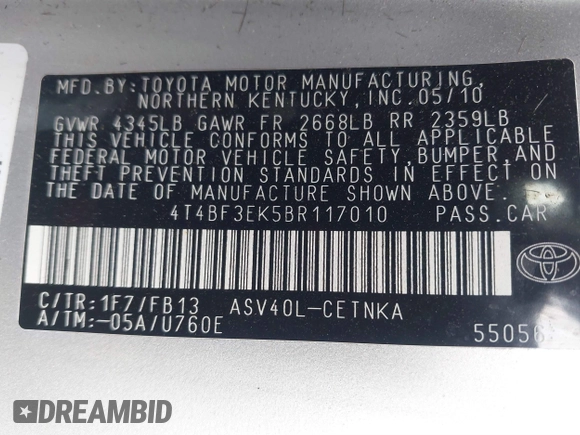 MFD.BY:TOYOTA MOTOR MANUFACTURING,
NORTHERN KENTUCKY,INC.05/10
GVWR 4345LB GAWR FR 2668LB RR 2359LB
THIS VEHICLE CONFORMS TO ALL APPLICABLE
FEDERAL MOTOR VEHICLE SAFETY,BUMPER,AND
THEFT PREVENTION STANDARDS IN EFFECT ON
THE DATE OF MANUFACTURE SHOWN ABOVE.
4T4BF3EK5BR117010 PASS.CAR
C/TR:1F7/FB13 ASV40L-CETNKA
A/TM:-05A/U760E
DREAMBID